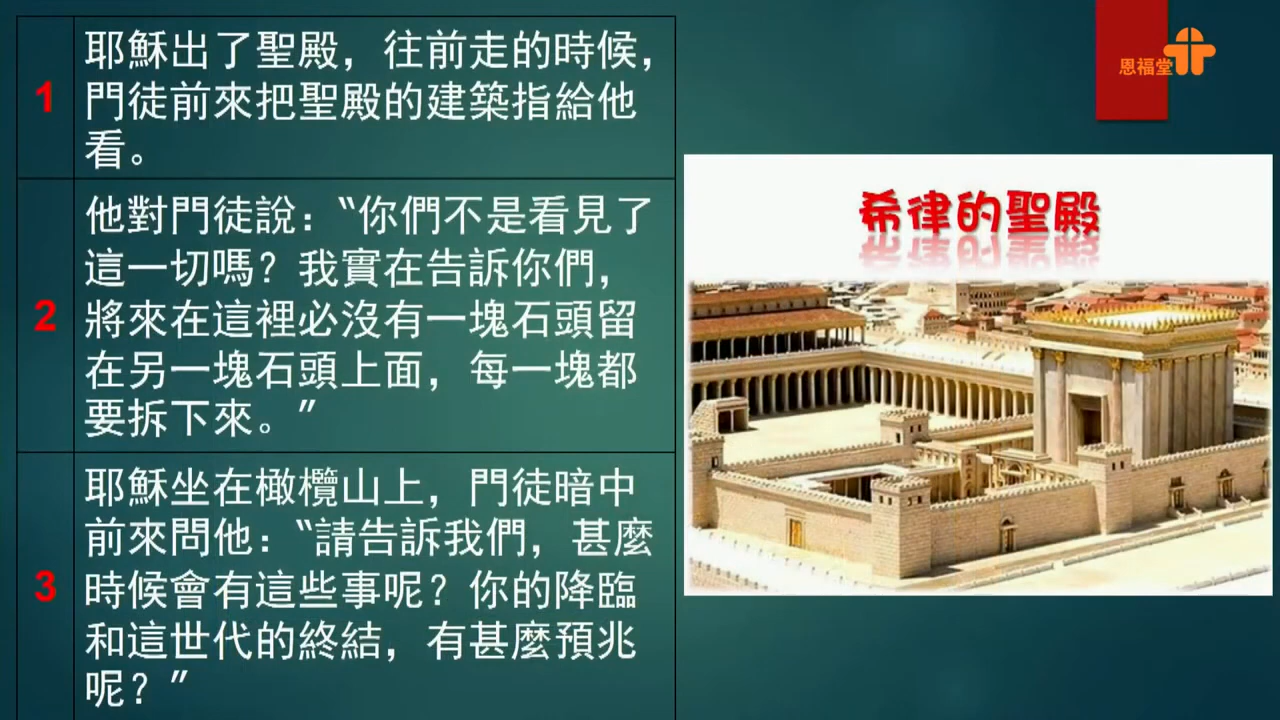 1
耶穌出了聖殿，往前走的時候，
門徒前來把聖殿的建築指給他
看。
2
他對門徒說：〝你們不是看見了
這一切嗎？我實在告訴你們，
將來在這裡必沒有一塊石頭留
在另一塊石頭上面，每一塊都
要拆下來。〞
3
耶穌坐在橄欖山上，門徒暗中
前來問他：〝請告訴我們，甚麼
時候會有這些事呢？你的降臨
和這世代的終結，有甚麼預兆
呢？〞
恩福堂
希律的聖殿